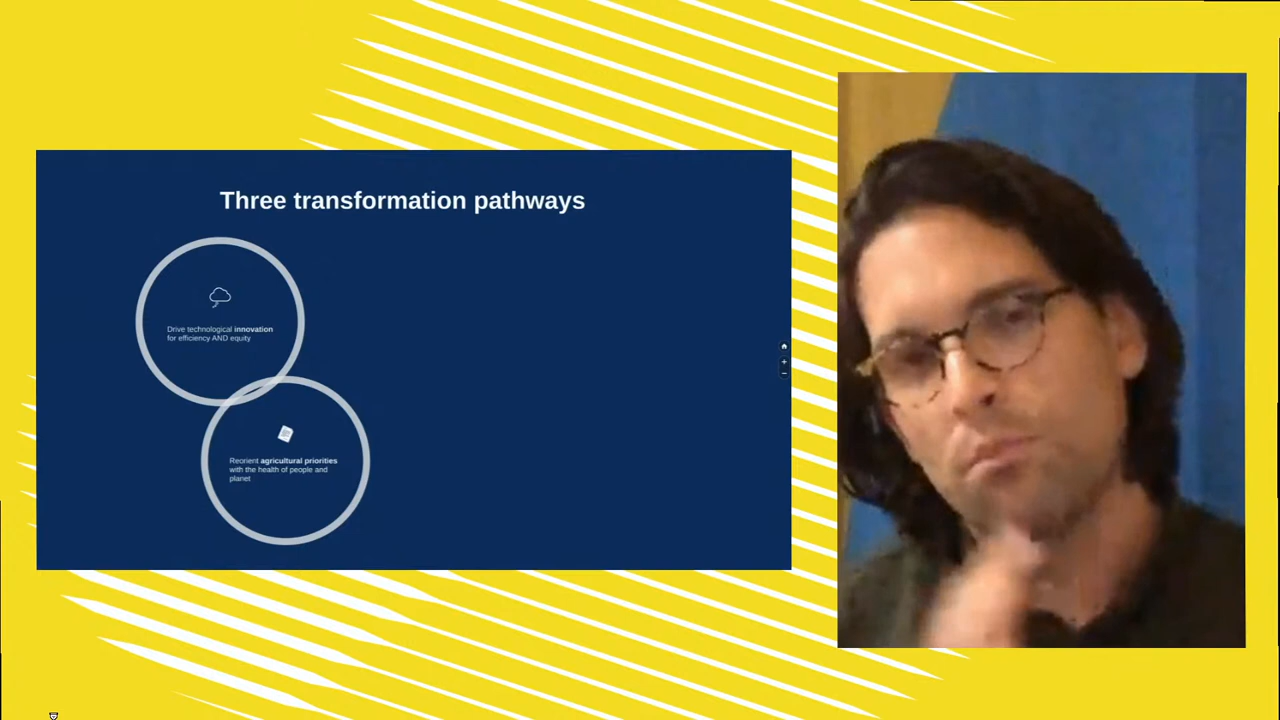 Three transformation pathways
Drive technological innovation
for efficiency AND equity
Reorient agricultural priorities
with the health of people and
planet